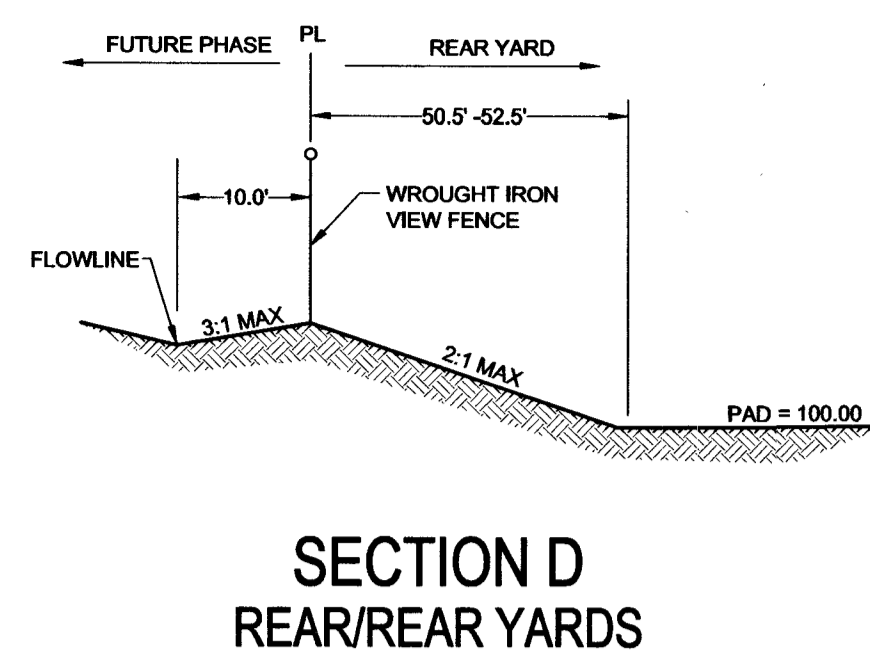 FUTURE PHASE
PL
REAR YARD
50.5' -52.5'
10.0'
WROUGHT IRON
VIEW FENCE
FLOWLINE
3:1 MAX
2:1 MAX
PAD = 100.00
SECTION D
REAR/REAR YARDS